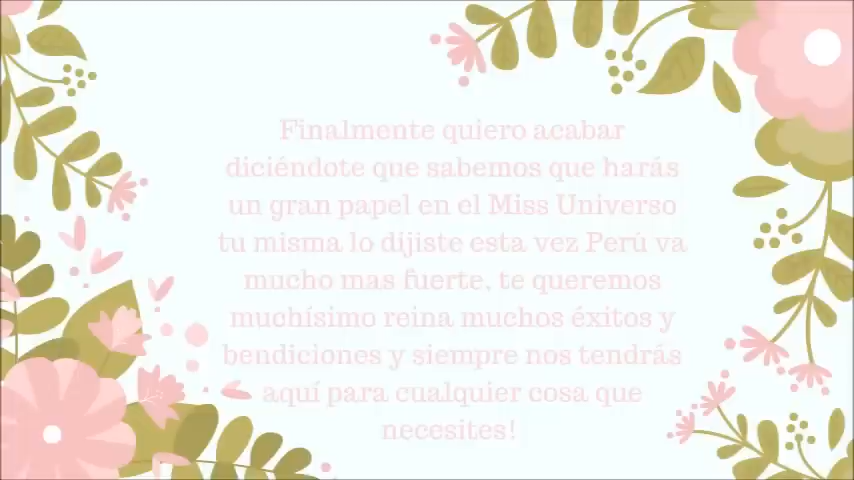 Finalmente quiero acabar
diciéndote que sabemos que harás
un gran papel en el Miss Universo
tu misma lo dijiste esta vez Perú va
mucho mas fuerte, te queremos
muchísimo reina muchos éxitos y
bendiciones y siempre nos tendrás
aquí para cualquier cosa que
necesites!